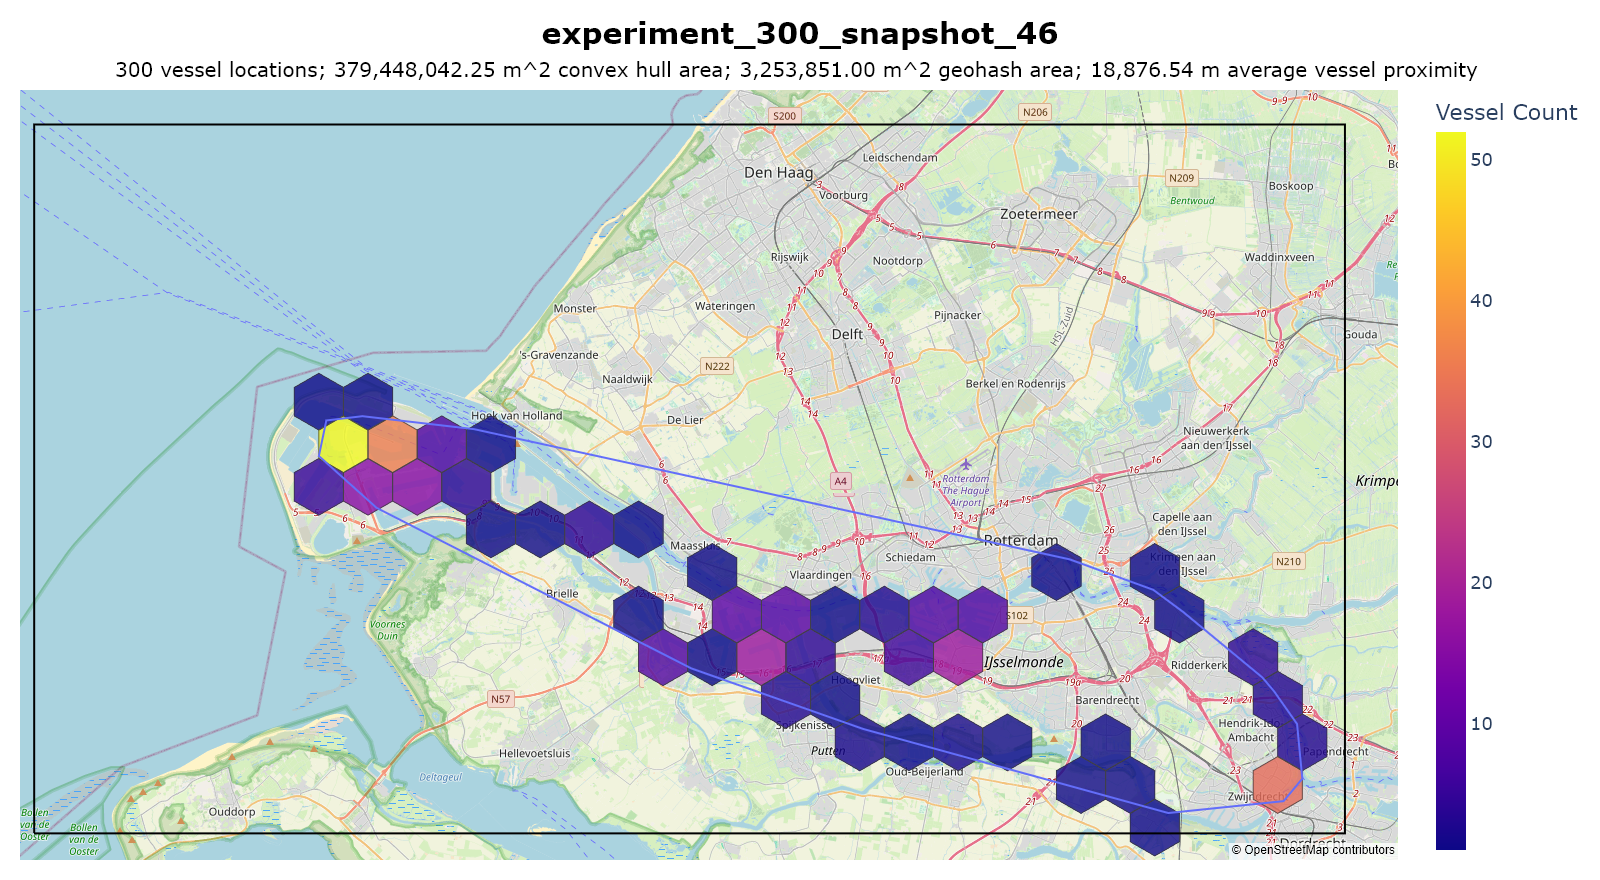 experiment_300_snapshot_46
300 vessel locations; 379,448,042.25 m^2 convex hull area; 3,253,851.00 m^2 geohash area; 18,876.54 m average vessel proximity
Vessel Count
50
40
30
20
10
S200
N206
Leidschendam
Den Haag
Voorburg
N209
Boskoop
Bentwoud
Zoetermeer
Rijswijk
Nootdorp
Waddinxveen
Monster
Wateringen
Pijnacker
HSL-Zuid
Delft
Gouda
's-Gravenzande
N222
Naaldwijk
Berkel en Rodenrijs
Hoek van Holland
De Lier
Nieuwerkerk
aan den IJssel
A4
Rotterdam
The Hague
Airport
Krimpe
Capelle aan
den IJssel
Rotterdam
Maassluis
Schiedam
Krimpen aan
den IJssel
N210
Vlaardingen
Brielle
S102
Voornes
Duin
IJsselmonde
Ridderkerk
Hoogvliet
N57
Barendrecht
Spijkenisse
Hendrik-Ido-
Ambacht
Hellevoetsluis
Putten
Papendrecht
Deltageul
Oud-Beijerland
Zwijndrecht
Ouddorp
Bollen
van de
Ooster
Bollen
van de
Ooster
Dordrecht
© OpenStreetMap contributors